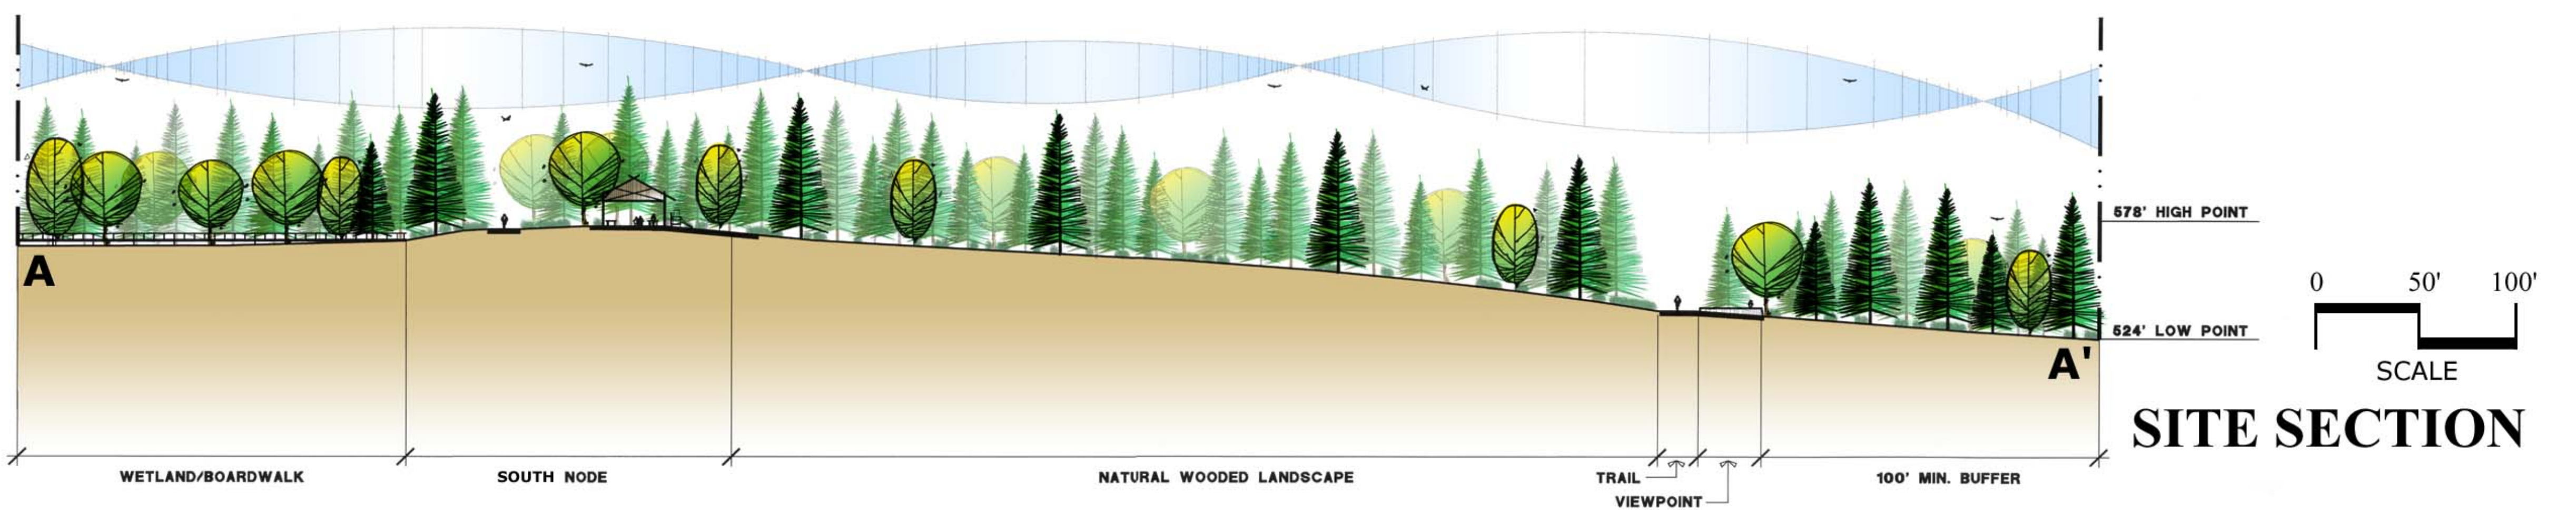 578' HIGH POINT
0 50' 100'
A
524' LOW POINT
A'
SCALE
SITE SECTION
WETLAND/BOARDWALK
SOUTH NODE
NATURAL WOODED LANDSCAPE
TRAIL
100' MIN. BUFFER
VIEWPOINT